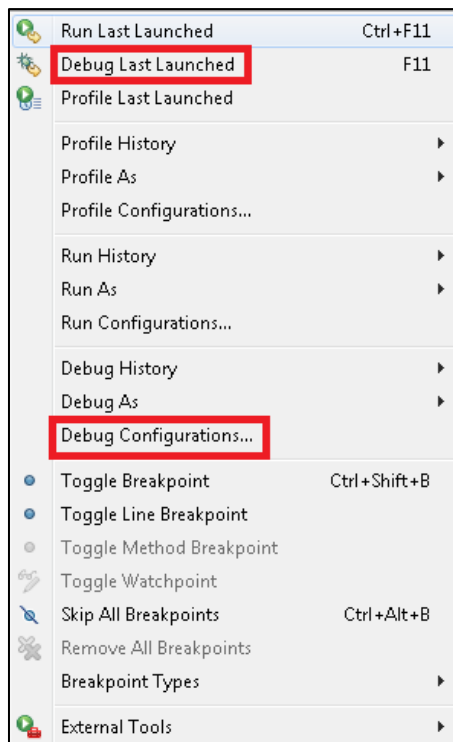 Run Last Launched Ctrl+F11
Debug Last Launched F11
Profile Last Launched
Profile History
Profile As
Profile Configurations...
Run History
Run As
Run Configurations...
Debug History
Debug As
Debug Configurations...
Toggle Breakpoint Ctrl+Shift+B
Toggle Line Breakpoint
Toggle Method Breakpoint
Toggle Watchpoint
Skip All Breakpoints Ctrl+Alt+B
Remove All Breakpoints
Breakpoint Types
External Tools